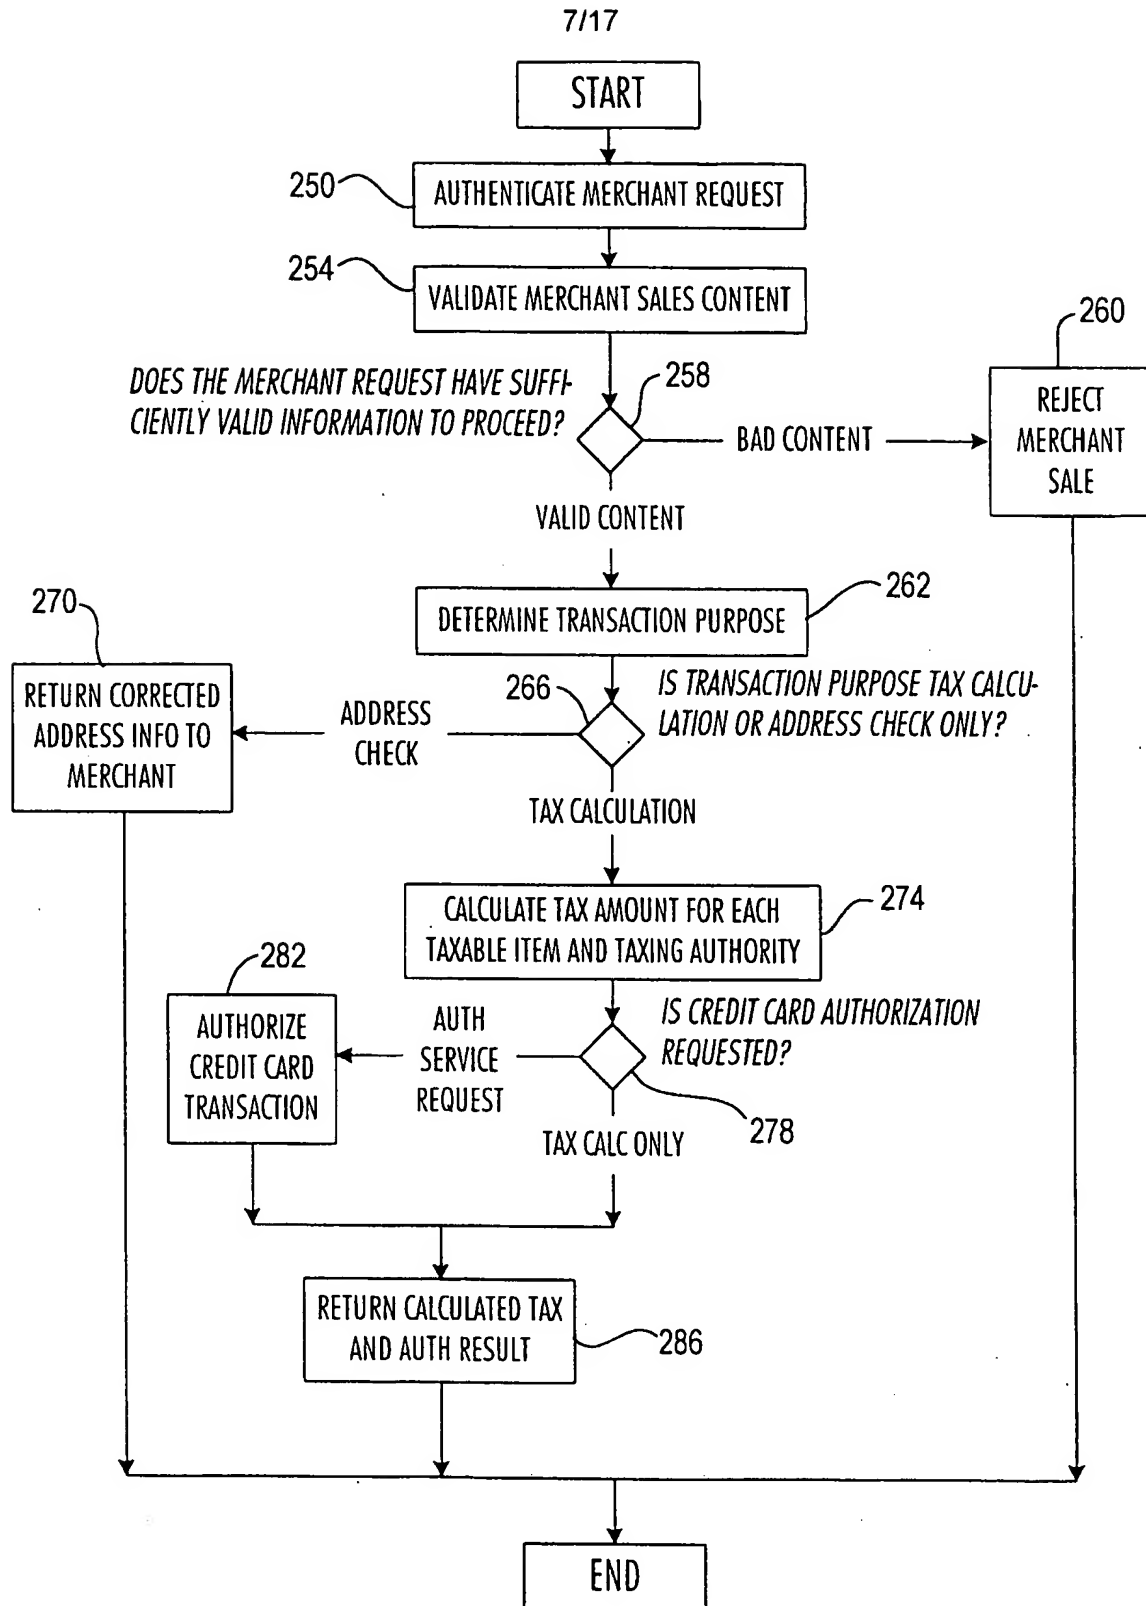 7/17
START
250
AUTHENTICATE MERCHANT REQUEST
254
VALIDATE MERCHANT SALES CONTENT
260
DOES THE MERCHANT REQUEST HAVE SUFFI-
CIENTLY VALID INFORMATION TO PROCEED?
258
BAD CONTENT
REJECT
MERCHANT
SALE
VALID CONTENT
262
DETERMINE TRANSACTION PURPOSE
270
RETURN CORRECTED
ADDRESS INFO TO
MERCHANT
ADDRESS
CHECK
266
IS TRANSACTION PURPOSE TAX CALCU-
LATION OR ADDRESS CHECK ONLY?
TAX CALCULATION
274
CALCULATE TAX AMOUNT FOR EACH
TAXABLE ITEM AND TAXING AUTHORITY
282
AUTHORIZE
CREDIT CARD
TRANSACTION
AUTH
SERVICE
REQUEST
IS CREDIT CARD AUTHORIZATION
REQUESTED?
278
TAX CALC ONLY
RETURN CALCULATED TAX
AND AUTH RESULT
286
END